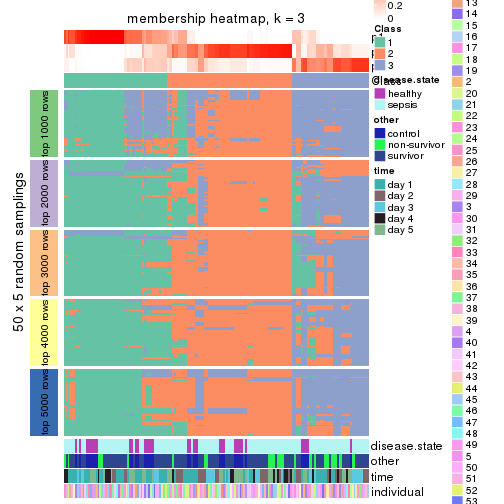 membership heatmap, k = 3
0.2
0
Class
1
2
3
disease.state
healthy
sepsis
other
control
non-survivor
survivor
time
day 1
day 2
day 3
day 4
day 5
50 x 5 random samplings
top 1000 rows
top 2000 rows
top 3000 rows
top 4000 rows
top 5000 rows
disease.state
other
time
individual
13
14
15
16
17
18
19
2
20
21
22
23
24
25
26
27
28
29
3
30
31
32
33
34
35
36
37
38
39
4
40
41
42
43
44
45
46
47
48
49
5
50
51
52
53